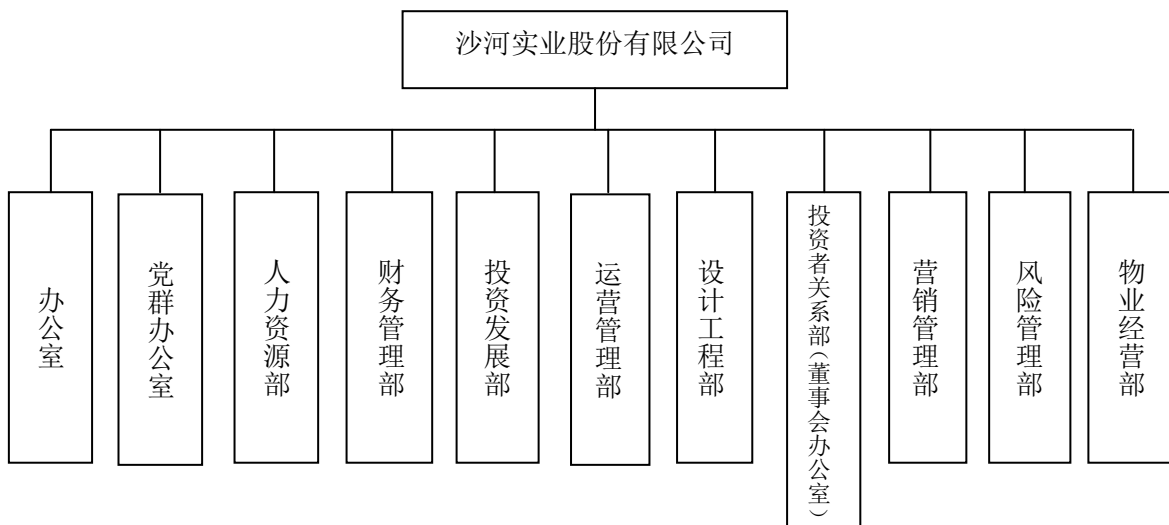 沙河实业股份有限公司
办公室
党群办公室
人力资源部
财务管理部
投资发展部
运营管理部
设计工程部
投资者关系部（董事会办公室）
营销管理部
风险管理部
物业经营部